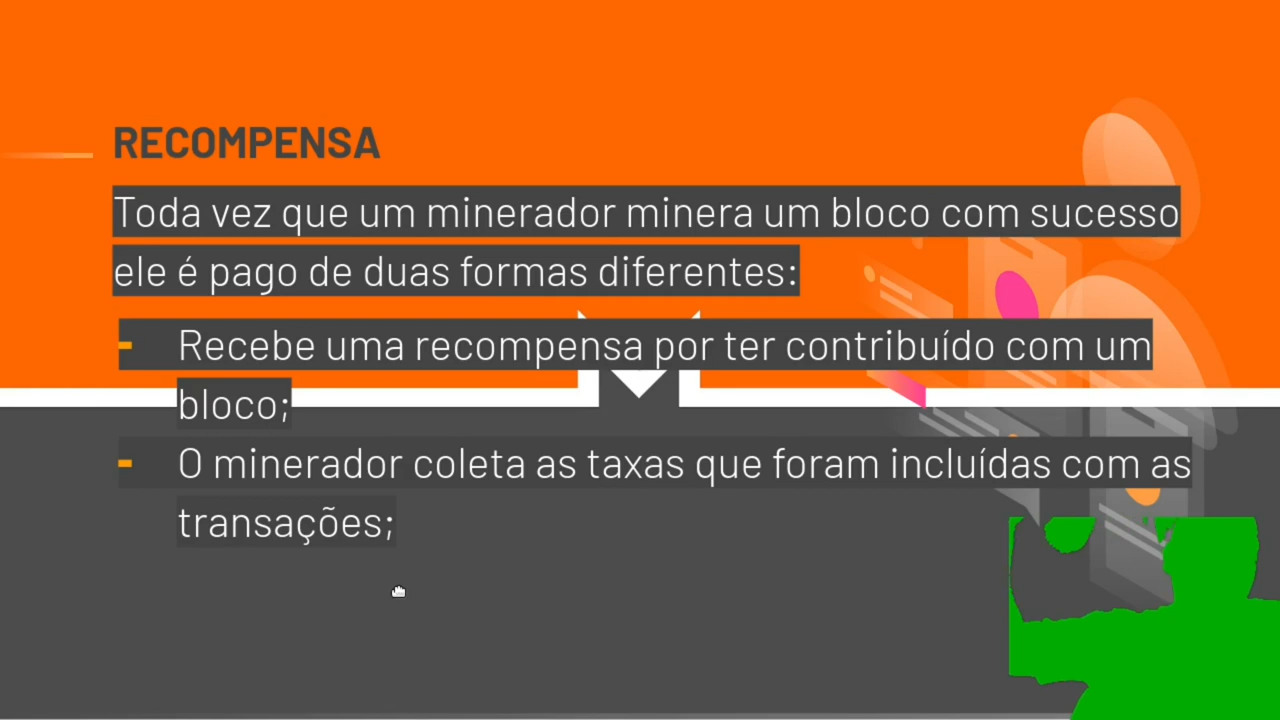 RECOMPENSA
Toda vez que um minerador minera um bloco com sucesso
ele é pago de duas formas diferentes:
- Recebe uma recompensa por ter contribuído com um
bloco;
- O minerador coleta as taxas que foram incluídas com as
transações;